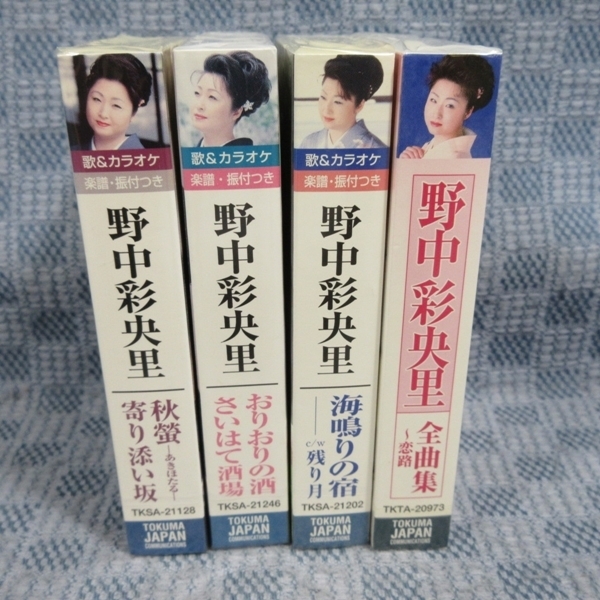 歌&カラオケ
楽譜・振付つき
野中彩央里
秋螢
―あきほたる―
寄り添い坂
TKSA-21128
TOKUMA
JAPAN
COMMUNICATIONS
歌&カラオケ
楽譜・振付つき
野中彩央里
おりおりの酒
さいはて酒場
TKSA-21246
TOKUMA
JAPAN
COMMUNICATIONS
歌&カラオケ
楽譜・振付つき
野中彩央里
海鳴りの宿
c/w 残り月
TKSA-21202
TOKUMA
JAPAN
COMMUNICATIONS
野中彩央里
全曲集
~恋路
TKTA-20973
TOKUMA
JAPAN
COMMUNICATIONS